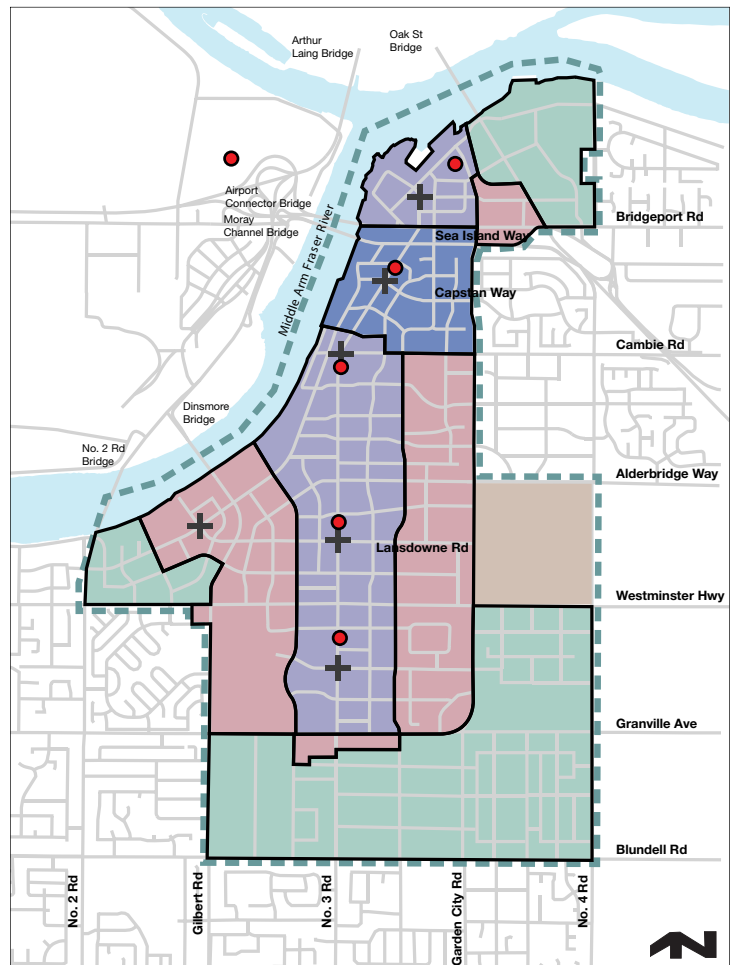 Arthur
Laing Bridge
Oak St
Bridge
Airport
Connector Bridge
Moray
Channel Bridge
Bridgeport Rd
Sea Island Way
Middle Arm Fraser River
Capstan Way
Cambie Rd
Dinsmore
Bridge
No. 2 Rd
Bridge
Alderbridge Way
Lansdowne Rd
Westminster Hwy
Granville Ave
Blundell Rd
No. 2 Rd
Gilbert Rd
No. 3 Rd
Garden City Rd
No. 4 Rd
N